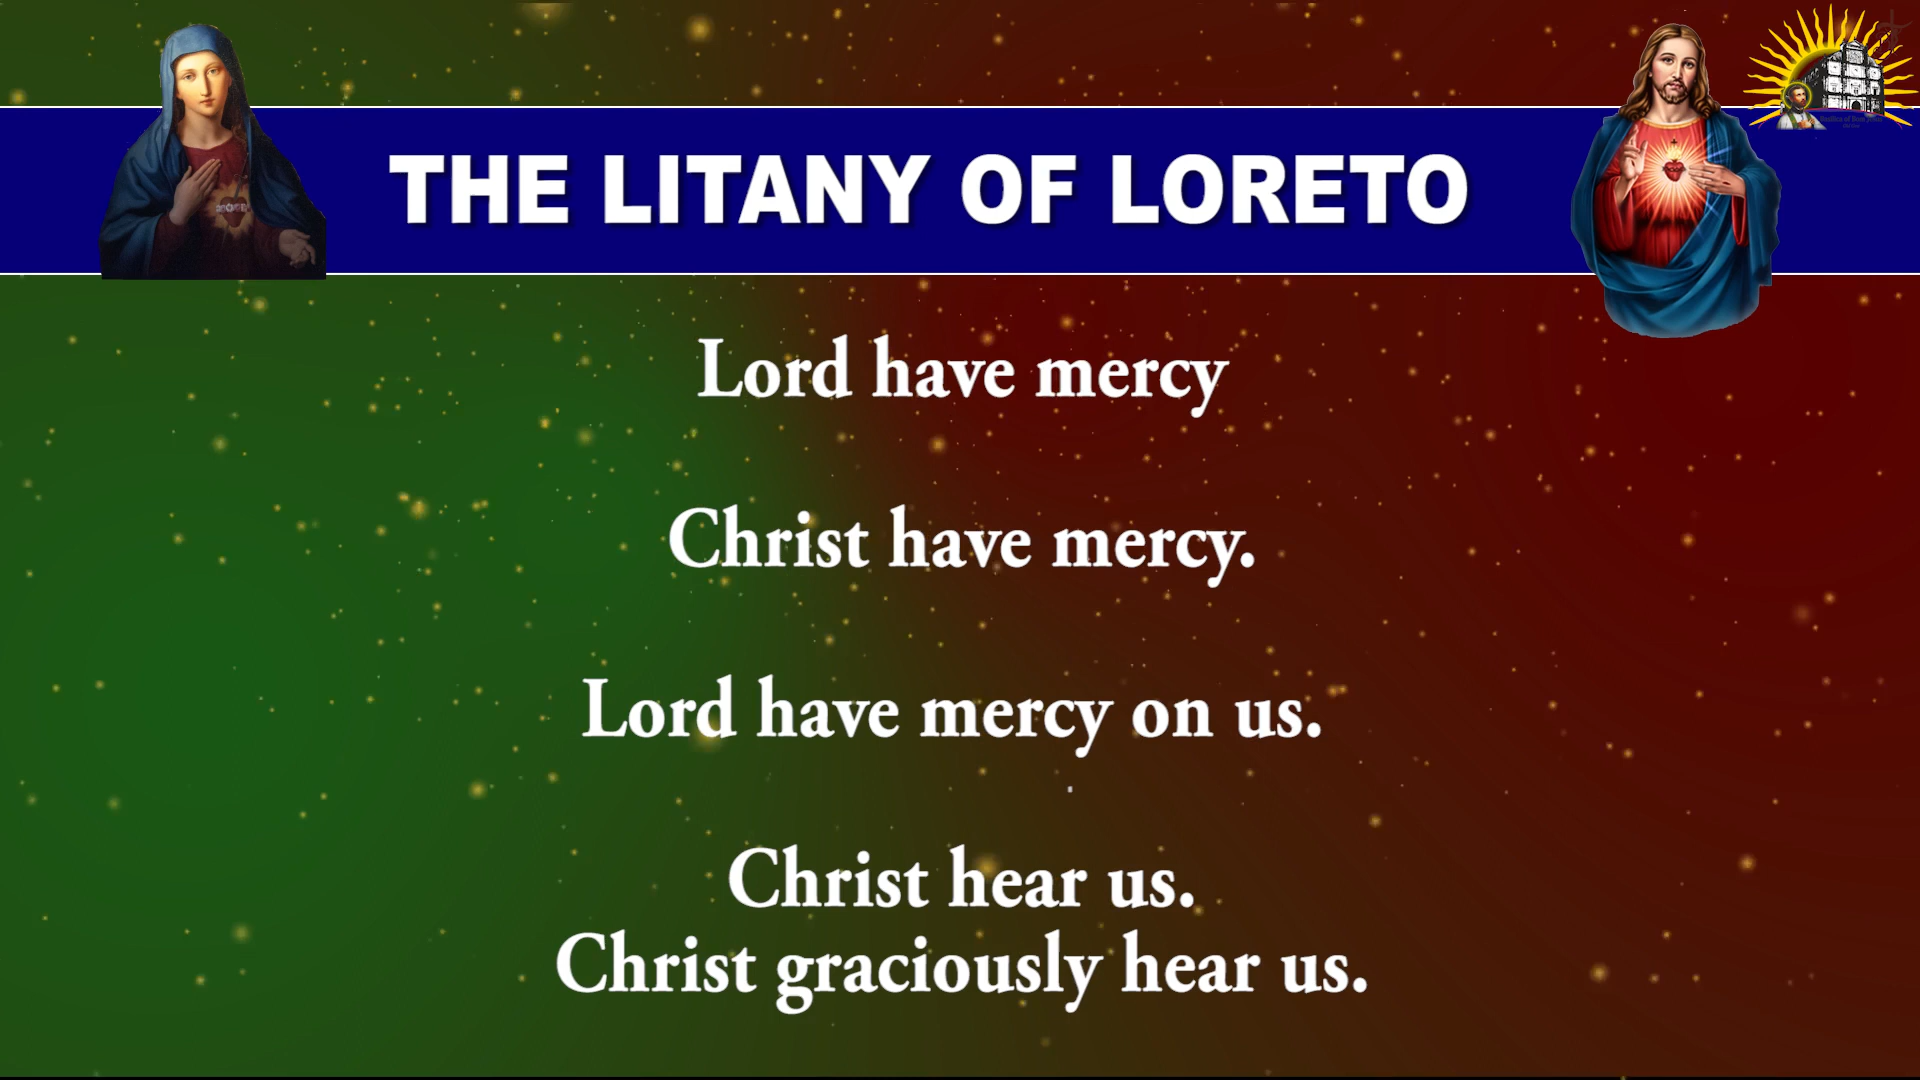 THE LITANY OF LORETO
Lord have mercy
Christ have mercy.
Lord have mercy on us.
Christ hear us.
Christ graciously hear us.